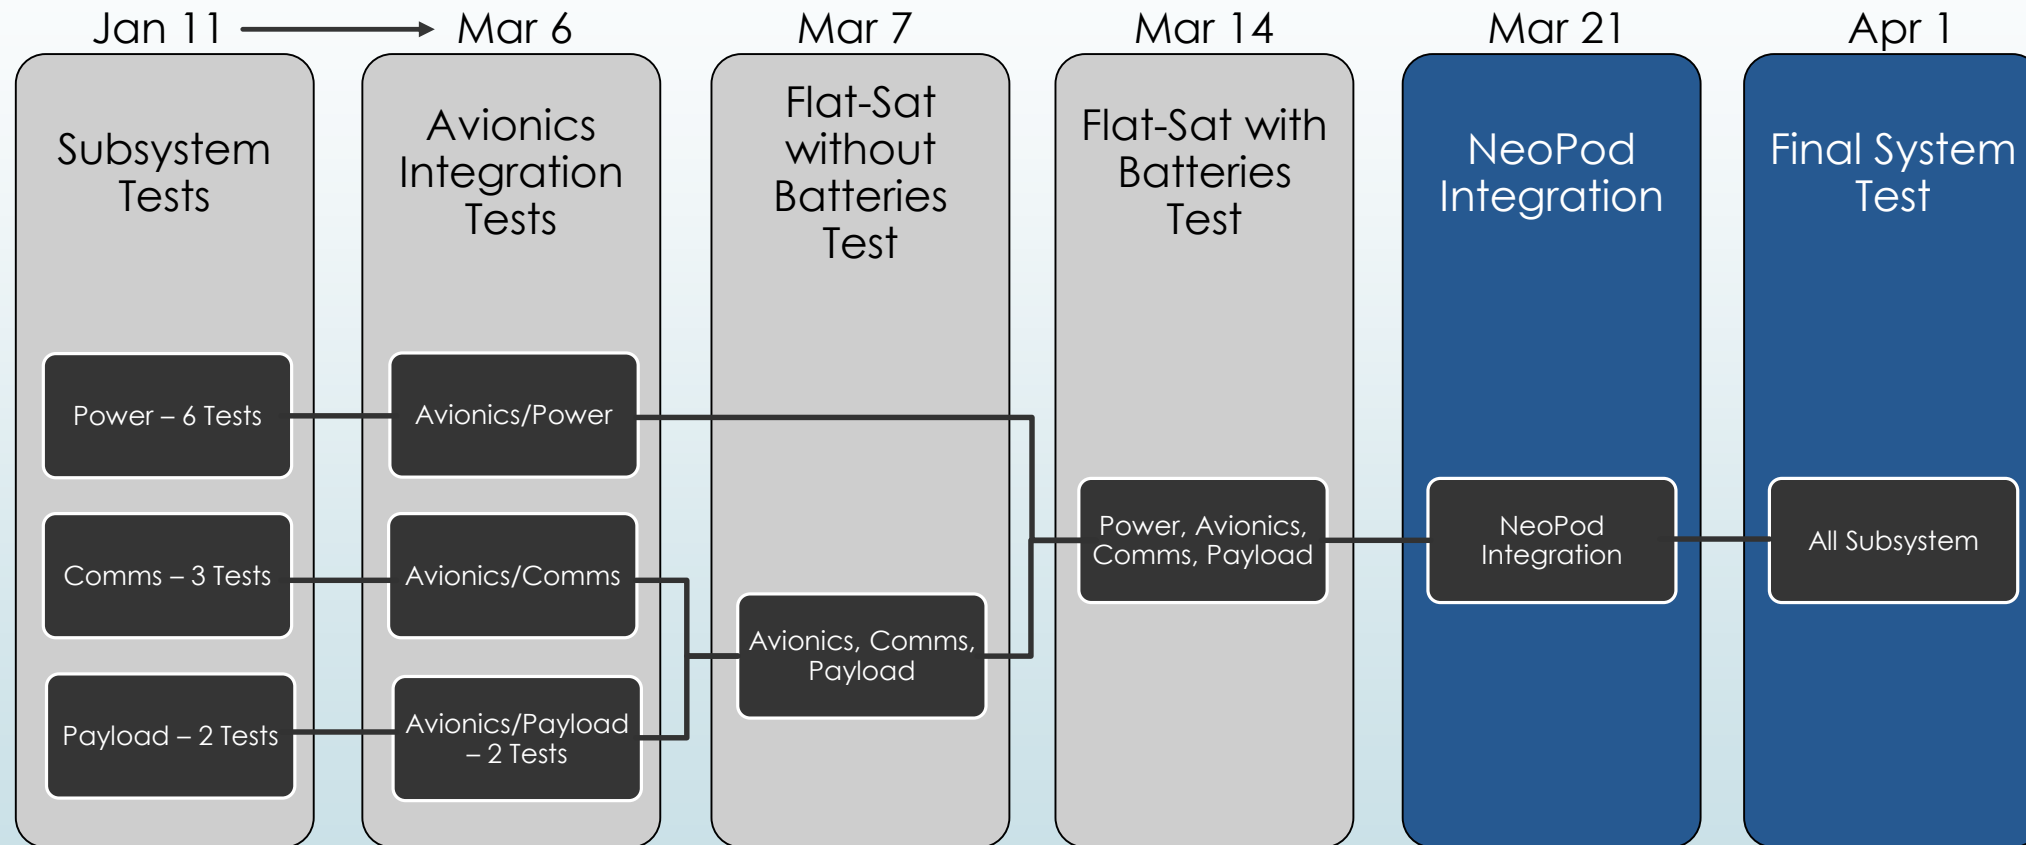 Jan 11
Mar 6
Mar 7
Mar 14
Mar 21
Apr 1
Subsystem
Tests
Avionics
Integration
Tests
Flat-Sat
without
Batteries
Test
Flat-Sat with
Batteries
Test
NeoPod
Integration
Final System
Test
Power – 6 Tests
Comms – 3 Tests
Payload – 2 Tests
Avionics/Power
Avionics/Comms
Avionics/Payload
– 2 Tests
Avionics, Comms,
Payload
Power, Avionics,
Comms, Payload
NeoPod
Integration
All Subsystem